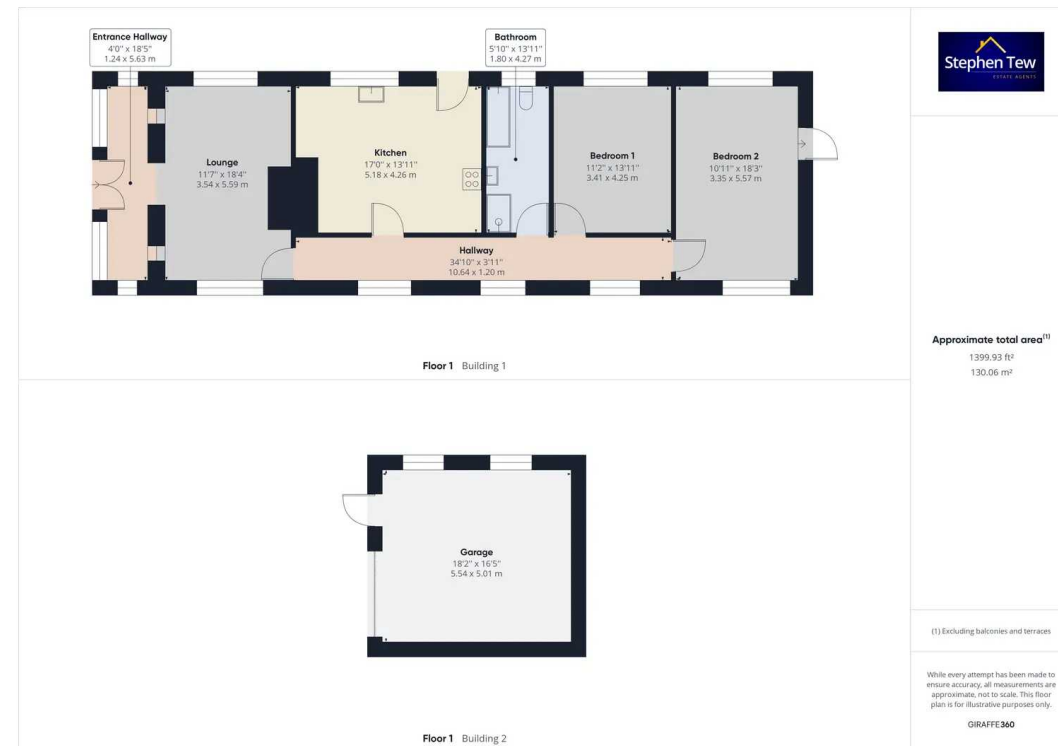 Entrance Hallway
4'0" x 18'5"
1.24 x 5.63 m
Bathroom
5'10" x 13'11"
1.80 x 4.27 m
Lounge
11'7" x 18'4"
3.54 x 5.59 m
Kitchen
17'0" x 13'11"
5.18 x 4.26 m
Bedroom 1
11'2" x 13'11"
3.41 x 4.25 m
Bedroom 2
10'11" x 18'3"
3.35 x 5.57 m
Hallway
34'10" x 3'11"
10.64 x 1.20 m
Floor 1 Building 1
Garage
18'2" x 16'5"
5.54 x 5.01 m
Floor 1 Building 2
Stephen Tew
ESTATE AGENTS
Approximate total area(1)
1399.93 ft²
130.06 m²
(1) Excluding balconies and terraces
While every attempt has been made to
ensure accuracy, all measurements are
approximate, not to scale. This floor
plan is for illustrative purposes only.
GIRAFFE360